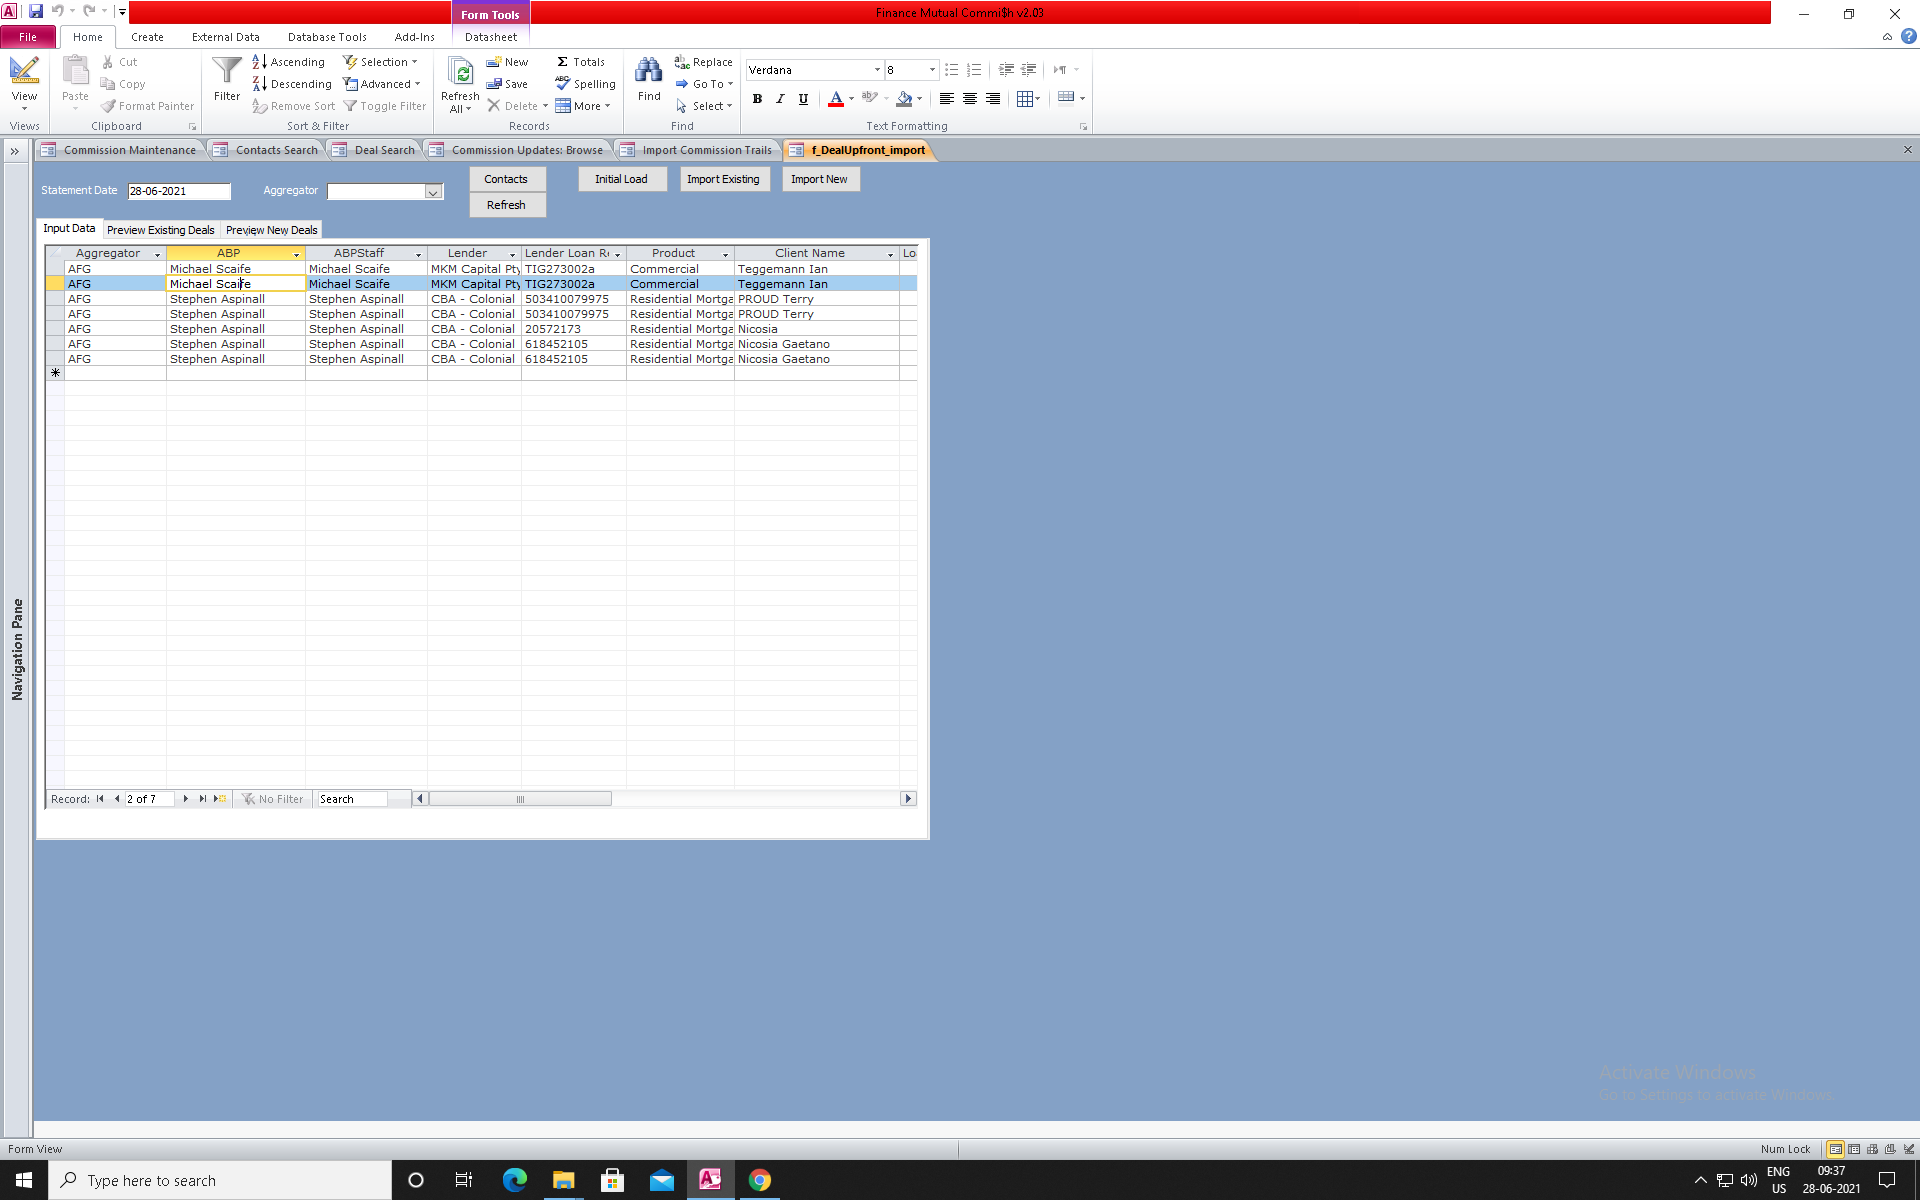 Form Tools
Finance Mutual Commi$h v2.03
File Home Create External Data Database Tools Add-Ins Datasheet
View
Paste
Cut
Copy
Format Painter
Filter
Ascending
Descending
Remove Sort
Selection
Advanced
Toggle Filter
Refresh All
New
Save
Delete
Totals
Spelling
More
Find
Replace
Go To
Select
Verdana 8
B I U A
Views Clipboard Sort & Filter Records Find Text Formatting
Commission Maintenance Contacts Search Deal Search Commission Updates: Browse Import Commission Trails f_DealUpfront_import
Statement Date 28-06-2021 Aggregator Contacts Initial Load Import Existing Import New
Refresh
Input Data Preview Existing Deals Preview New Deals
Aggregator ABP ABPStaff Lender Lender Loan Re Product Client Name Lo
AFG Michael Scaife Michael Scaife MKM Capital Pty TIG273002a Commercial Teggemann Ian
AFG Michael Scaife Michael Scaife MKM Capital Pty TIG273002a Commercial Teggemann Ian
AFG Stephen Aspinall Stephen Aspinall CBA - Colonial 503410079975 Residential Mortga PROUD Terry
AFG Stephen Aspinall Stephen Aspinall CBA - Colonial 503410079975 Residential Mortga PROUD Terry
AFG Stephen Aspinall Stephen Aspinall CBA - Colonial 20572173 Residential Mortga Nicosia
AFG Stephen Aspinall Stephen Aspinall CBA - Colonial 618452105 Residential Mortga Nicosia Gaetano
AFG Stephen Aspinall Stephen Aspinall CBA - Colonial 618452105 Residential Mortga Nicosia Gaetano
Navigation Pane
Record: 2 of 7 No Filter Search
Activate Windows
Go to Settings to activate Windows.
Form View Num Lock
Type here to search
ENG
US
09:37
28-06-2021